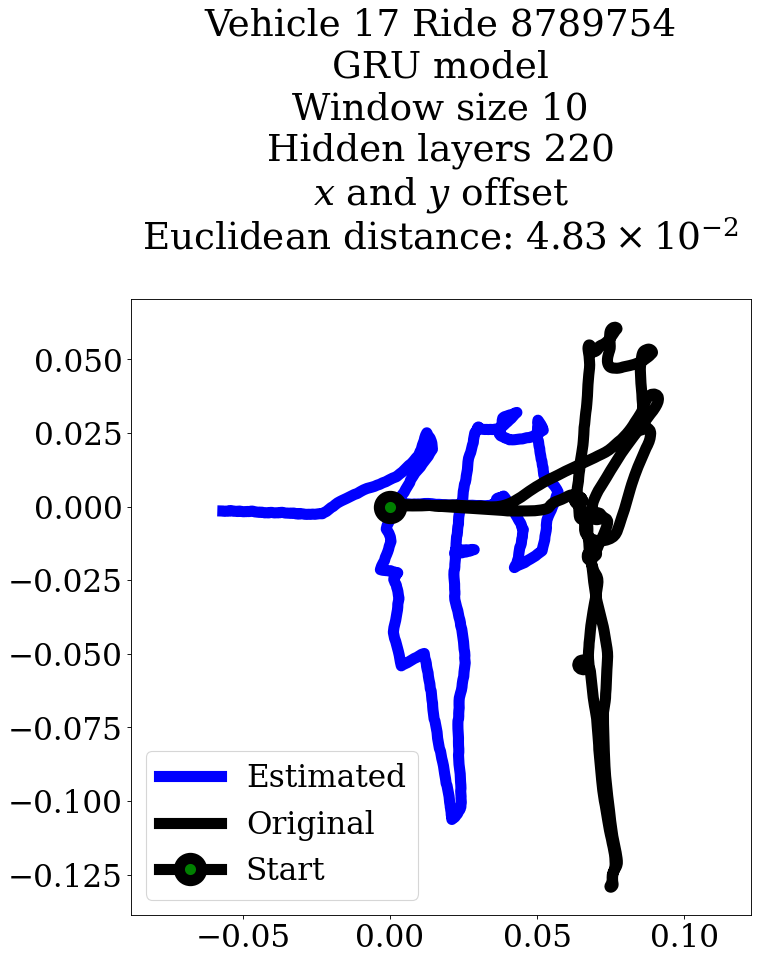 Vehicle 17 Ride 8789754
GRU model
Window size 10
Hidden layers 220
x and y offset
Euclidean distance: 4.83 × 10⁻²
0.050
0.025
0.000
−0.025
−0.050
−0.075
−0.100
−0.125
Estimated
Original
Start
−0.05 0.00 0.05 0.10